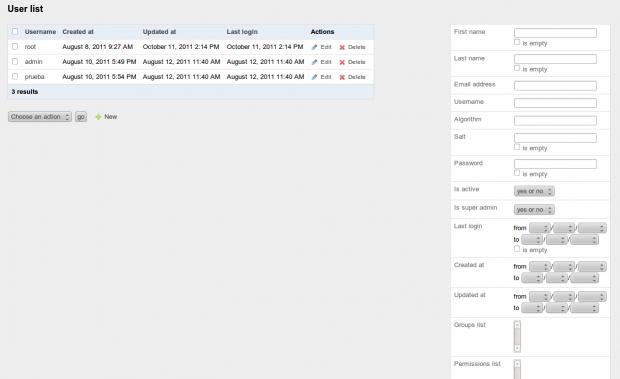 User list
Username Created at Updated at Last login Actions
root August 8, 2011 9:27 AM October 11, 2011 2:14 PM October 11, 2011 2:14 PM Edit Delete
admin August 10, 2011 5:49 PM August 12, 2011 11:40 AM August 12, 2011 11:40 AM Edit Delete
prueba August 10, 2011 5:54 PM August 12, 2011 11:40 AM August 12, 2011 11:40 AM Edit Delete
3 results
Choose an action go New
First name
is empty
Last name
is empty
Email address
Username
Algorithm
Salt
is empty
Password
is empty
Is active yes or no
Is super admin yes or no
Last login from / /
to / /
is empty
Created at from / /
to / /
Updated at from / /
to / /
Groups list
Permissions list